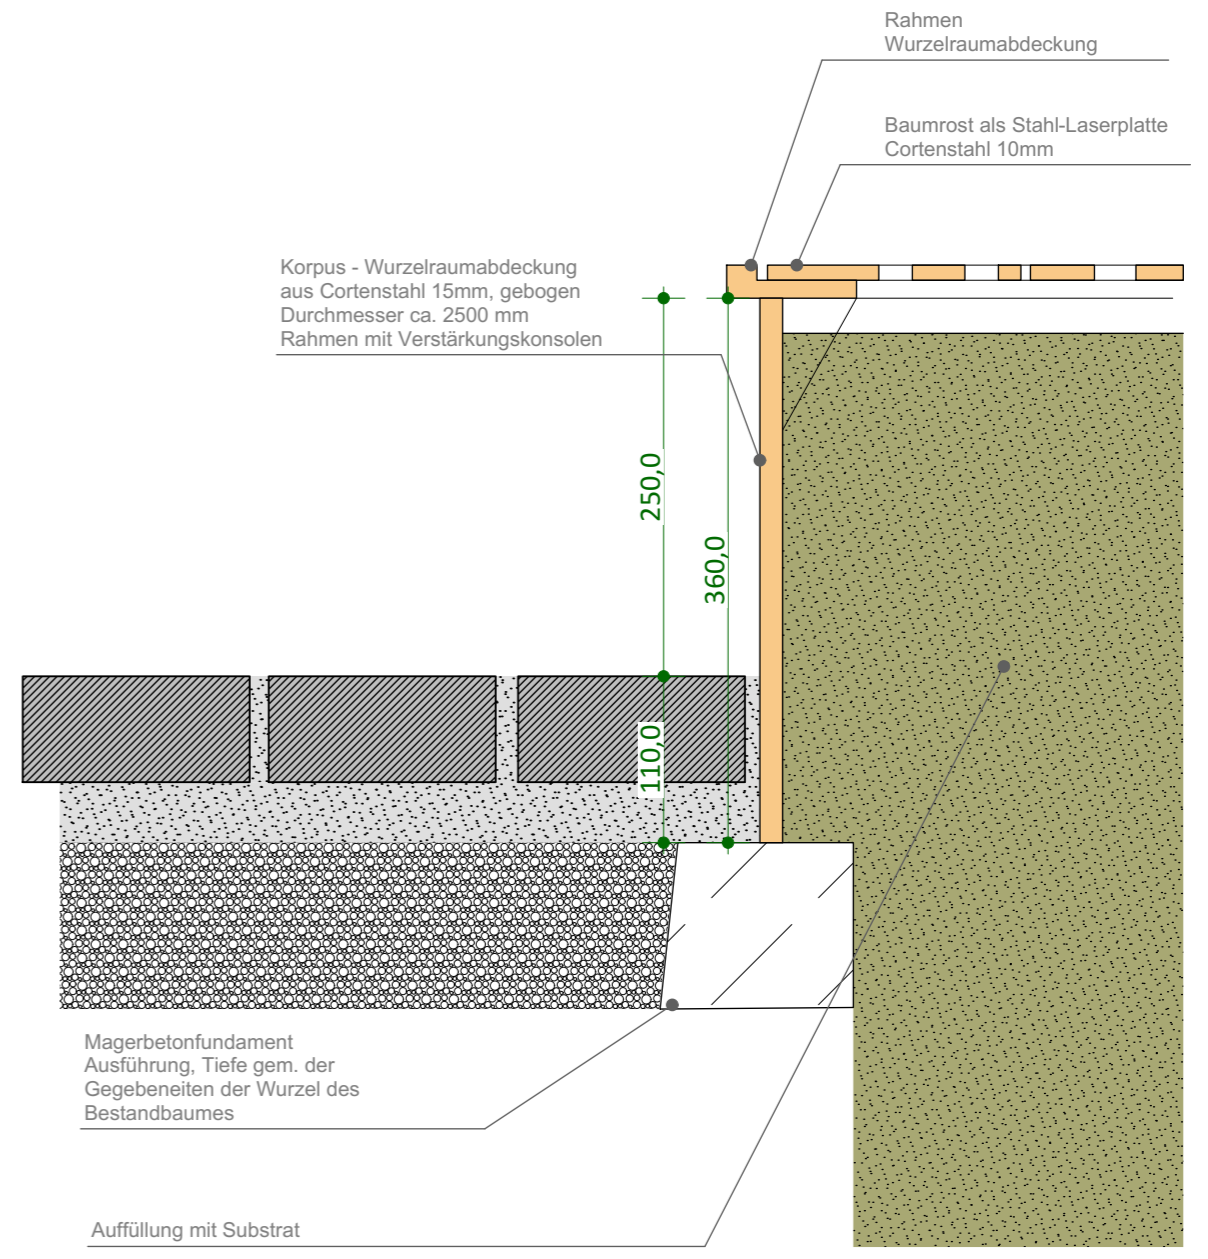 Rahmen
Wurzelraumabdeckung
Baumrost als Stahl-Laserplatte
Cortenstahl 10mm
Korpus - Wurzelraumabdeckung
aus Cortenstahl 15mm, gebogen
Durchmesser ca. 2500 mm
Rahmen mit Verstärkungskonsolen
250,0
360,0
110,0
Magerbetonfundament
Ausführung, Tiefe gem. der
Gegebeneiten der Wurzel des
Bestandbaumes
Auffüllung mit Substrat